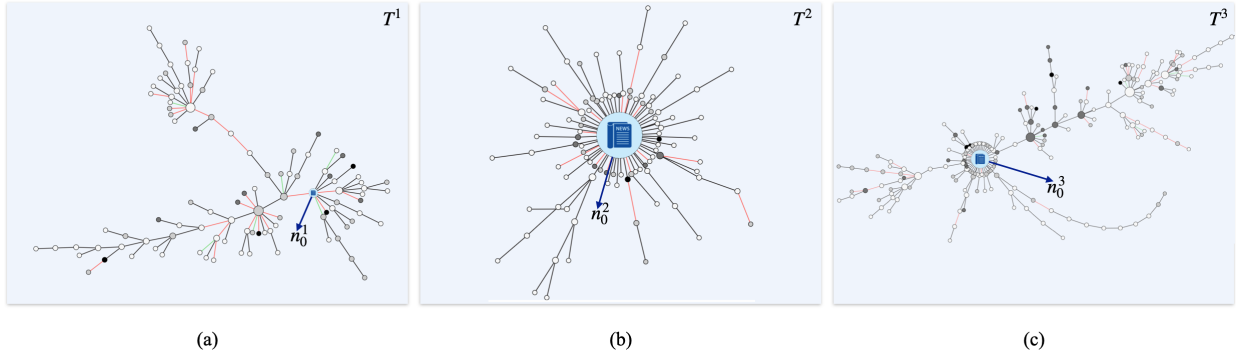 T¹
T²
T³
NEWS
n₀¹
n₀²
n₀³
(a)
(b)
(c)